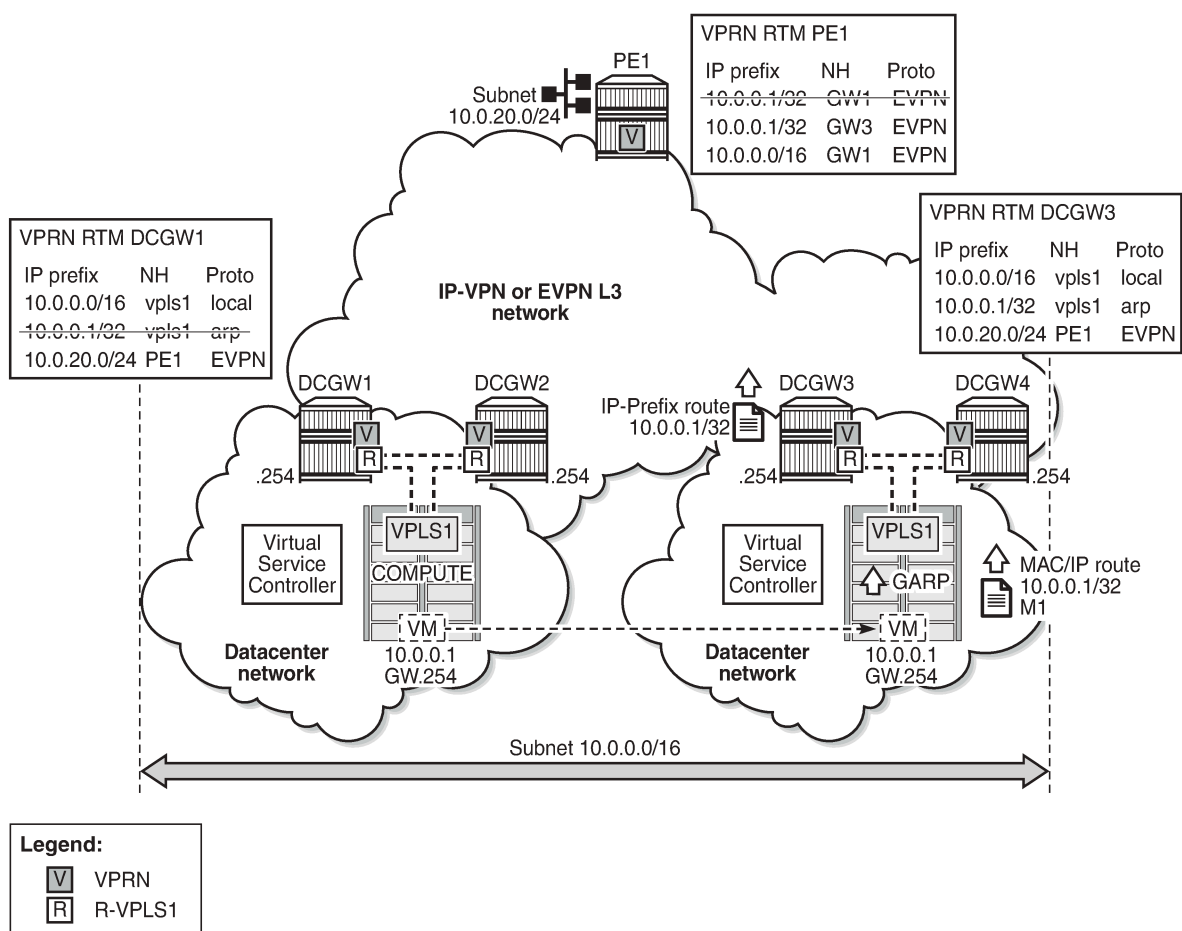 VPRN RTM PE1
IP prefix NH Proto
10.0.0.1/32 GW1 EVPN
10.0.0.1/32 GW3 EVPN
10.0.0.0/16 GW1 EVPN
PE1
Subnet
10.0.20.0/24
V
VPRN RTM DCGW1
IP prefix NH Proto
10.0.0.0/16 vpls1 local
10.0.0.1/32 vpls1 arp
10.0.20.0/24 PE1 EVPN
VPRN RTM DCGW3
IP prefix NH Proto
10.0.0.0/16 vpls1 local
10.0.0.1/32 vpls1 arp
10.0.20.0/24 PE1 EVPN
IP-VPN or EVPN L3
network
DCGW1
V
R
.254
DCGW2
V
R
.254
IP-Prefix route
10.0.0.1/32
DCGW3
V
R
.254
DCGW4
V
R
.254
Virtual
Service
Controller
VPLS1
COMPUTE
VM
10.0.0.1
GW.254
Datacenter
network
Virtual
Service
Controller
VPLS1
GARP
VM
10.0.0.1
GW.254
Datacenter
network
MAC/IP route
10.0.0.1/32
M1
Subnet 10.0.0.0/16
Legend:
V VPRN
R R-VPLS1